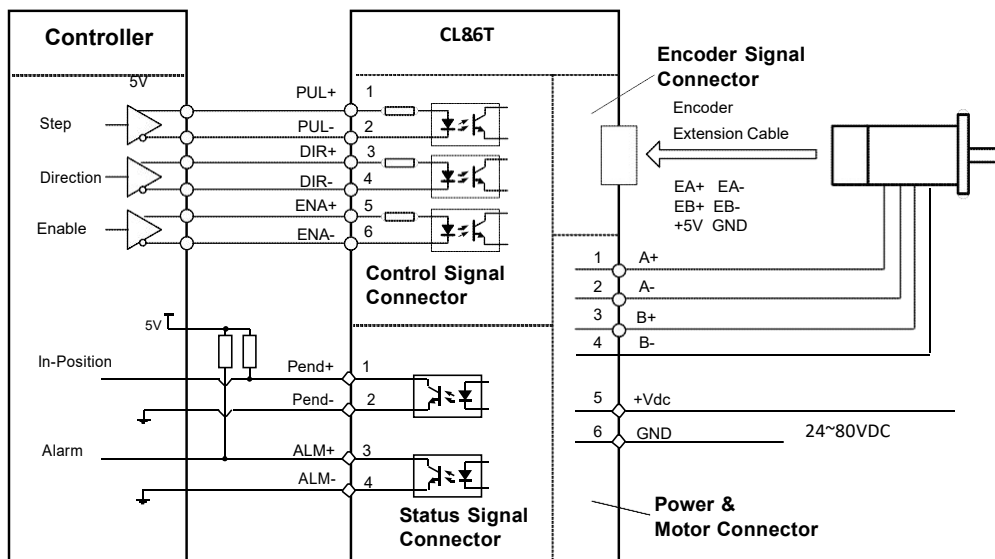 Controller
CL86T
5V
Step
Direction
Enable
PUL+ 1
PUL- 2
DIR+ 3
DIR- 4
ENA+ 5
ENA- 6
Control Signal
Connector
Encoder Signal
Connector
Encoder
Extension Cable
EA+ EA-
EB+ EB-
+5V GND
1 A+
2 A-
3 B+
4 B-
5 +Vdc
6 GND
24~80VDC
Power &
Motor Connector
5V
In-Position
Alarm
Pend+ 1
Pend- 2
ALM+ 3
ALM- 4
Status Signal
Connector